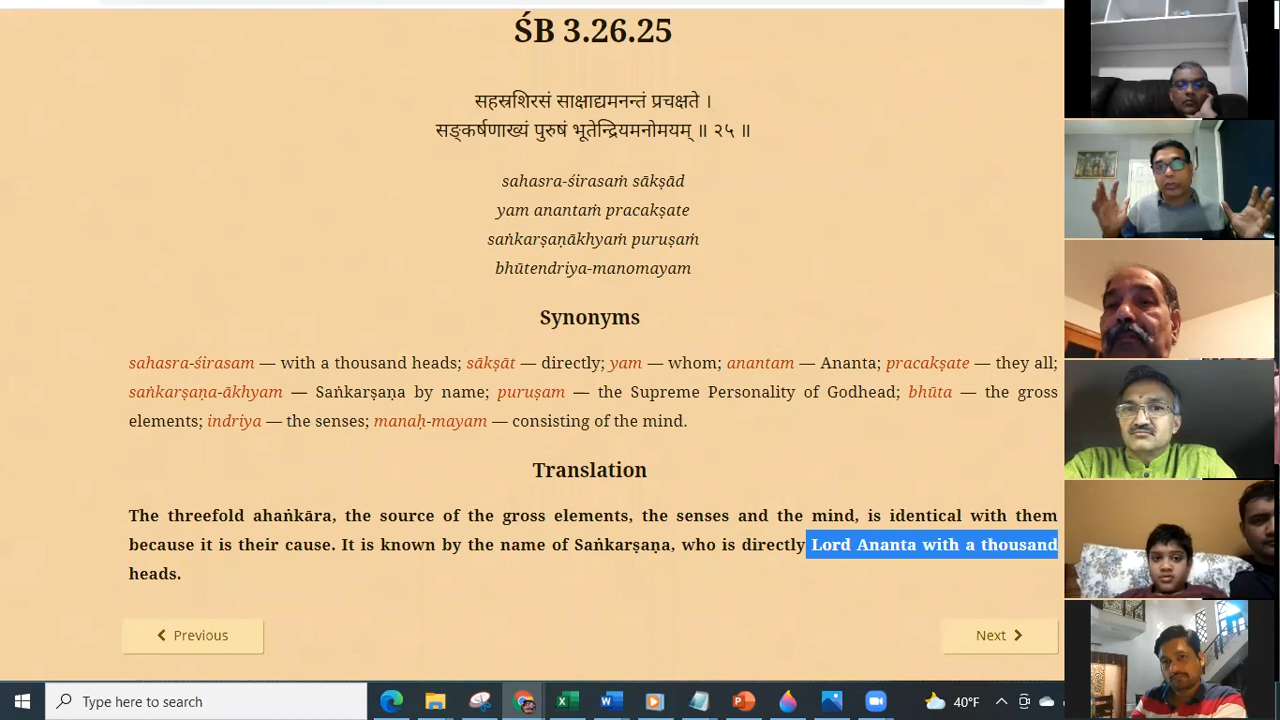 ŚB 3.26.25
सहस्रशिरसं साक्षाद्यमनन्तं प्रचक्षते ।
सङ्कर्षणाख्यं पुरुषं भूतेन्द्रियमनोमयम् ॥ २५ ॥
sahasra-śirasaṁ sākṣād
yam anantaṁ pracakṣate
saṅkarṣaṇākhyaṁ puruṣaṁ
bhūtendriya-manomayam
Synonyms
sahasra-śirasam — with a thousand heads; sākṣāt — directly; yam — whom; anantam — Ananta; pracakṣate — they all;
saṅkarṣaṇa-ākhyam — Saṅkarṣaṇa by name; puruṣam — the Supreme Personality of Godhead; bhūta — the gross
elements; indriya — the senses; manaḥ-mayam — consisting of the mind.
Translation
The threefold ahaṅkāra, the source of the gross elements, the senses and the mind, is identical with them
because it is their cause. It is known by the name of Saṅkarṣaṇa, who is directly Lord Ananta with a thousand
heads.
Previous
Next
Type here to search
40°F